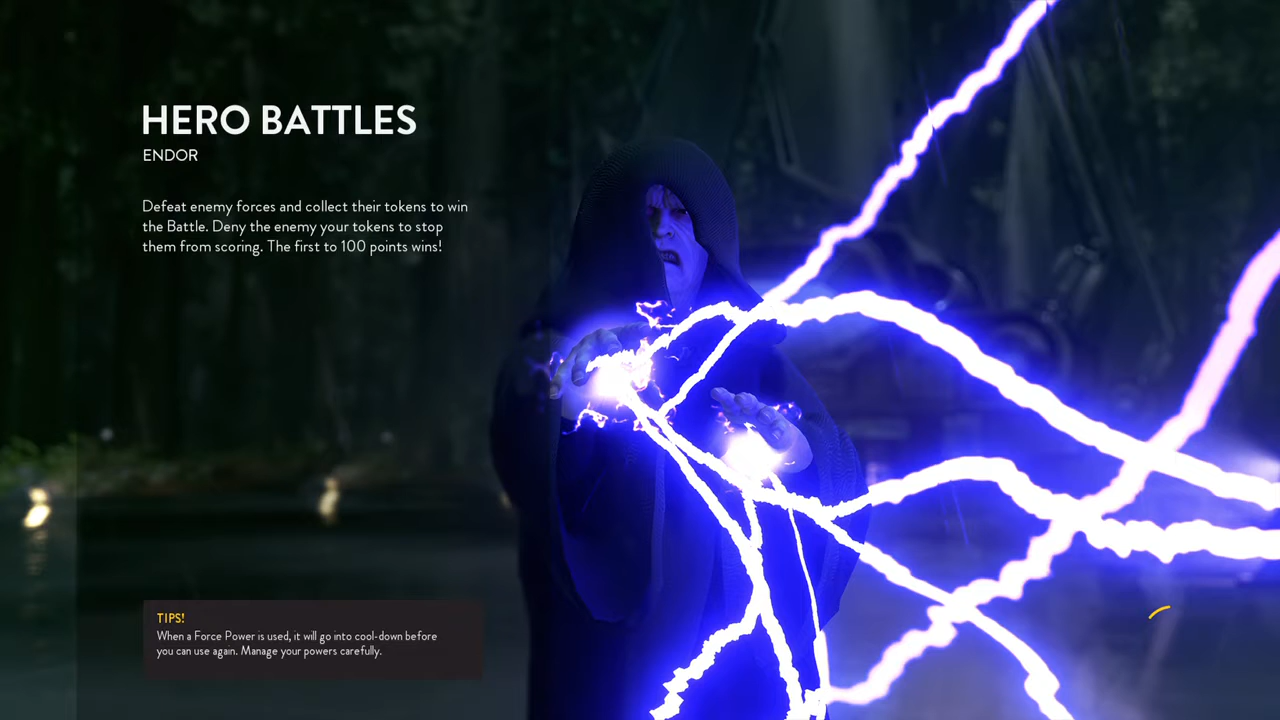 HERO BATTLES
ENDOR
Defeat enemy forces and collect their tokens to win
the Battle. Deny the enemy your tokens to stop
them from scoring. The first to 100 points wins!
TIPS!
When a Force Power is used, it will go into cool-down before
you can use again. Manage your powers carefully.